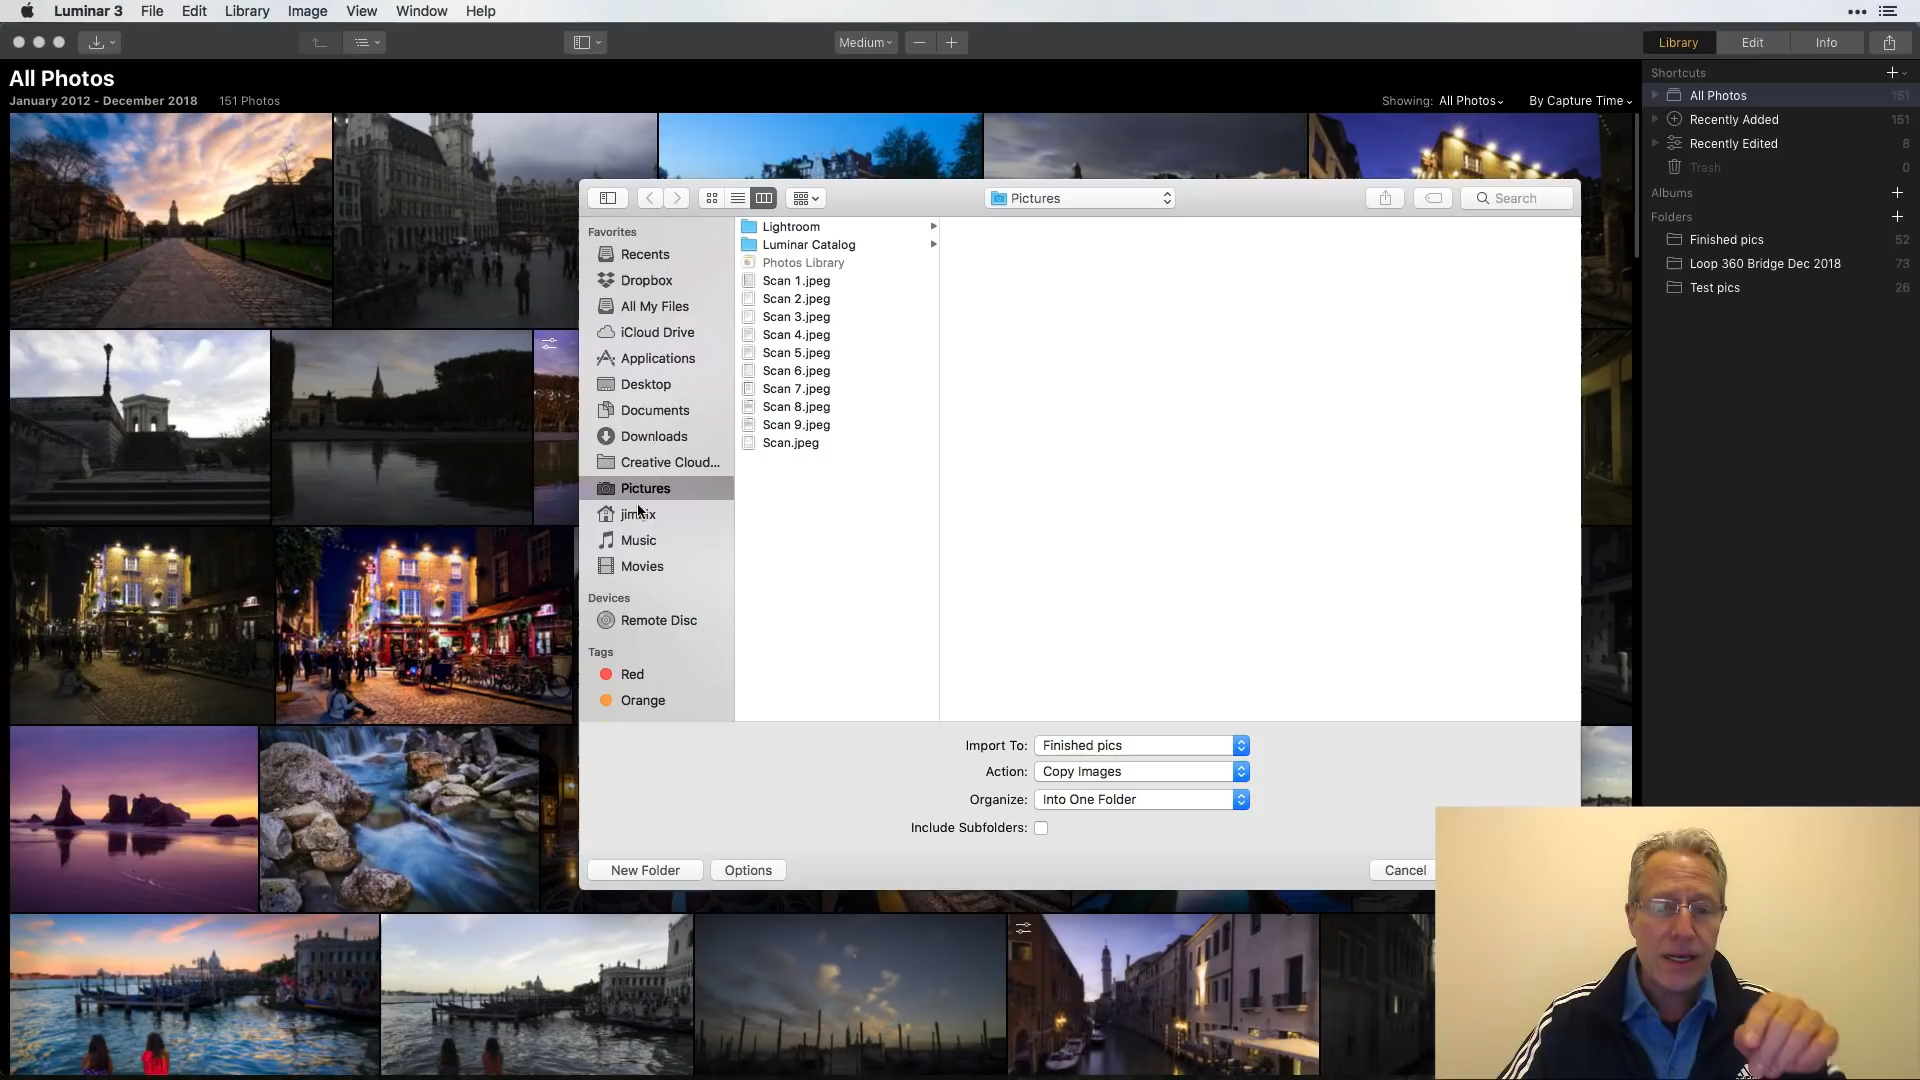 Luminar 3 File Edit Library Image View Window Help
Medium
Library Edit Info
All Photos
January 2012 - December 2018 151 Photos
Showing: All Photos By Capture Time
Shortcuts
All Photos 151
Recently Added 151
Recently Edited 8
Trash 0
Albums
Folders
Finished pics 52
Loop 360 Bridge Dec 2018 73
Test pics 26
Pictures
Search
Favorites
Recents
Dropbox
All My Files
iCloud Drive
Applications
Desktop
Documents
Downloads
Creative Cloud...
Pictures
Music
Movies
Devices
Remote Disc
Tags
Red
Orange
Lightroom
Luminar Catalog
Photos Library
Scan 1.jpeg
Scan 2.jpeg
Scan 3.jpeg
Scan 4.jpeg
Scan 5.jpeg
Scan 6.jpeg
Scan 7.jpeg
Scan 8.jpeg
Scan 9.jpeg
Scan.jpeg
Import To: Finished pics
Action: Copy Images
Organize: Into One Folder
Include Subfolders:
New Folder Options Cancel